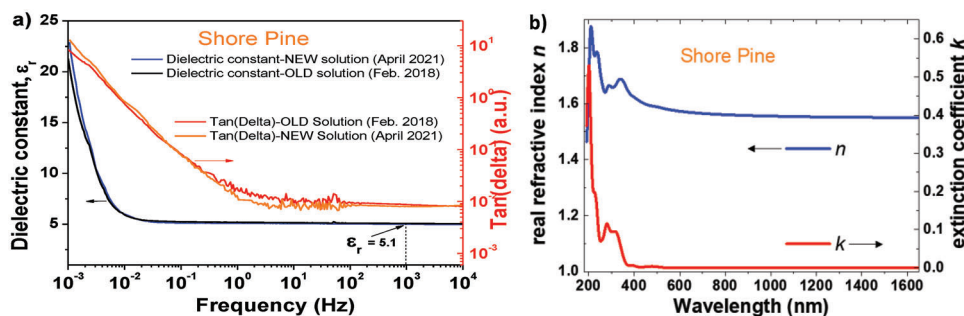 a)
Shore Pine
Dielectric constant-NEW solution (April 2021)
Dielectric constant-OLD solution (Feb. 2018)
Tan(Delta)-OLD Solution (Feb. 2018)
Tan(Delta)-NEW Solution (April 2021)
εr = 5.1
Dielectric constant, εr
25
20
15
10
5
0
10⁻³ 10⁻² 10⁻¹ 10⁰ 10¹ 10² 10³ 10⁴
Frequency (Hz)
10¹
10⁰
10⁻¹
10⁻²
10⁻³
Tan(delta) (a.u.)
b)
Shore Pine
n
k
real refractive index n
1.8
1.6
1.4
1.2
1.0
200 400 600 800 1000 1200 1400 1600
Wavelength (nm)
0.6
0.5
0.4
0.3
0.2
0.1
0.0
extinction coefficient k